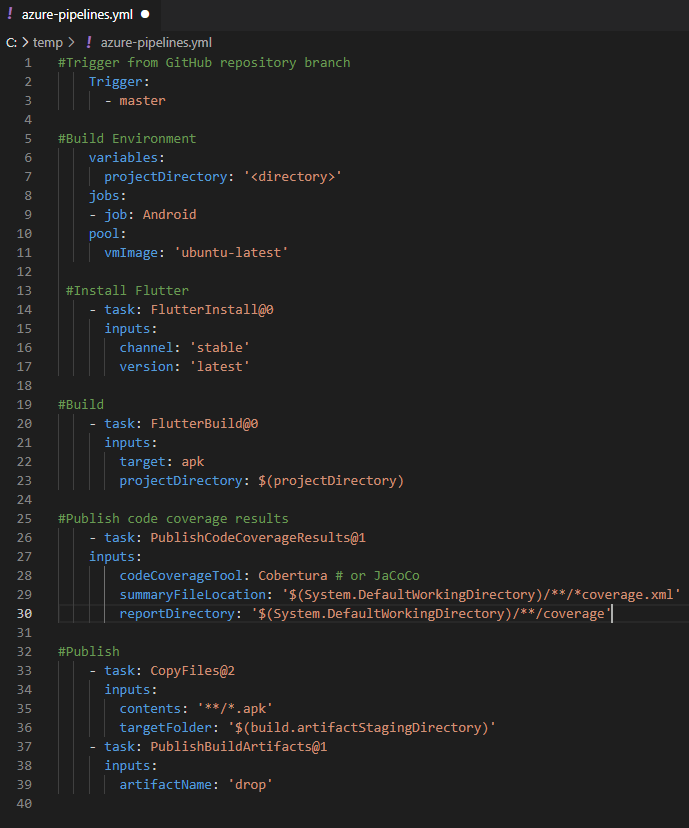 ! azure-pipelines.yml ●
C: > temp > ! azure-pipelines.yml
1 #Trigger from GitHub repository branch
2     Trigger:
3       - master
4
5 #Build Environment
6     variables:
7       projectDirectory: '<directory>'
8     jobs:
9     - job: Android
10     pool:
11       vmImage: 'ubuntu-latest'
12
13  #Install Flutter
14     - task: FlutterInstall@0
15       inputs:
16         channel: 'stable'
17         version: 'latest'
18
19 #Build
20     - task: FlutterBuild@0
21       inputs:
22         target: apk
23         projectDirectory: $(projectDirectory)
24
25 #Publish code coverage results
26     - task: PublishCodeCoverageResults@1
27     inputs:
28         codeCoverageTool: Cobertura # or JaCoCo
29         summaryFileLocation: '$(System.DefaultWorkingDirectory)/**/*coverage.xml'
30         reportDirectory: '$(System.DefaultWorkingDirectory)/**/coverage'
31
32 #Publish
33     - task: CopyFiles@2
34       inputs:
35         contents: '**/*.apk'
36         targetFolder: '$(build.artifactStagingDirectory)'
37     - task: PublishBuildArtifacts@1
38       inputs:
39         artifactName: 'drop'
40